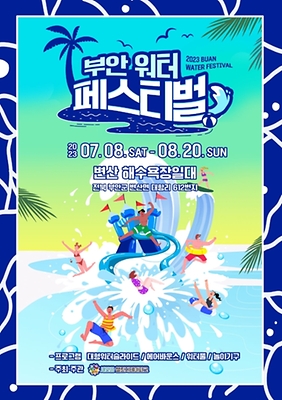 2023 BUAN
WATER FESTIVAL
부안 워터
페스티벌
2023 07.08. SAT - 08.20. SUN
변산 해수욕장일대
전북 부안군 변산면 대항리 612번지
- 프로그램 대형워터슬라이드 / 에어바운스 / 워터풀 / 놀이기구
- 주최·주관